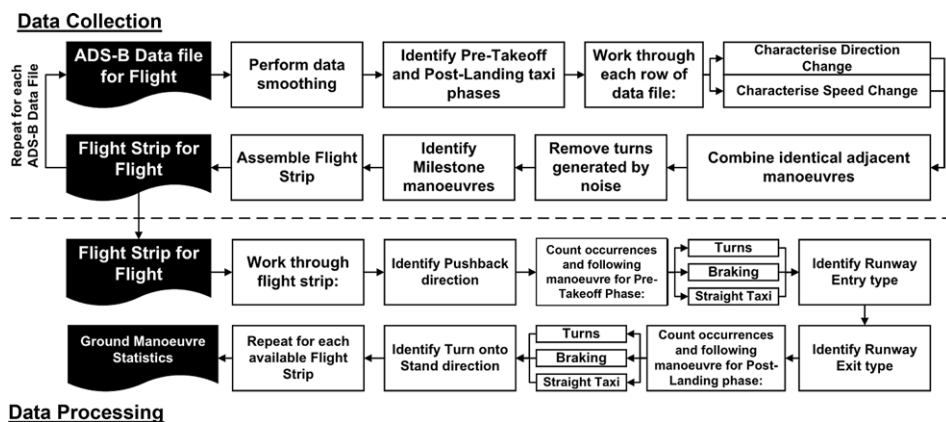 Data Collection
Repeat for each
ADS-B Data File
ADS-B Data file
for Flight
Perform data
smoothing
Identify Pre-Takeoff
and Post-Landing taxi
phases
Work through
each row of
data file:
Characterise Direction
Change
Characterise Speed Change
Flight Strip for
Flight
Assemble Flight
Strip
Identify
Milestone
manoeuvres
Remove turns
generated by
noise
Combine identical adjacent
manoeuvres
Flight Strip for
Flight
Work through
flight strip:
Identify Pushback
direction
Count occurrences
and following
manoeuvre for Pre-
Takeoff Phase:
Turns
Braking
Straight Taxi
Identify Runway
Entry type
Ground Manoeuvre
Statistics
Repeat for each
available Flight
Strip
Identify Turn onto
Stand direction
Turns
Braking
Straight Taxi
Count occurrences
and following
manoeuvre for Post-
Landing phase:
Identify Runway
Exit type
Data Processing